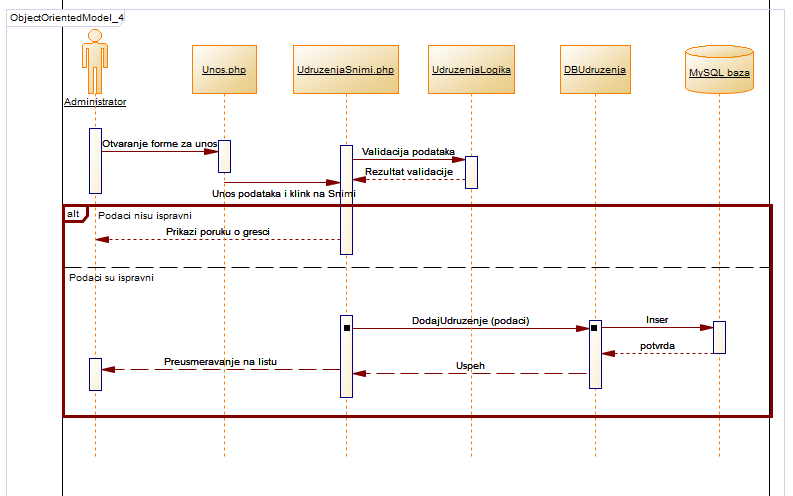 ObjectOrientedModel_4
Administrator
Unos.php
UdruzenjaSnimi.php
UdruzenjaLogika
DBUdruzenja
MySQL baza
Otvaranje forme za unos
Validacija podataka
Rezultat validacije
Unos podataka i klink na Snimi
alt
Podaci nisu ispravni
Prikazi poruku o gresci
Podaci su ispravni
DodajUdruzenje (podaci)
Inser
potvrda
Preusmeravanje na listu
Uspeh